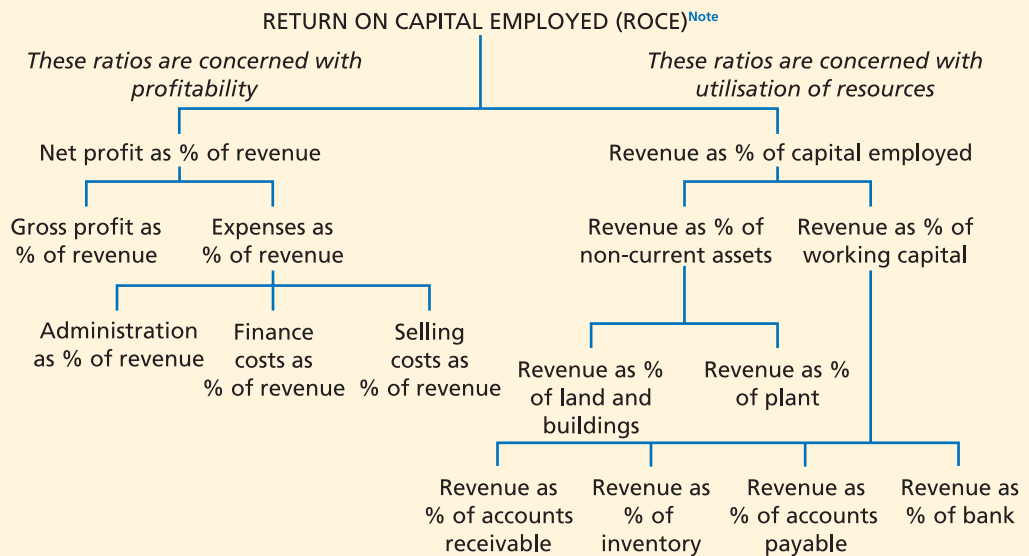 RETURN ON CAPITAL EMPLOYED (ROCE)Note
These ratios are concerned with
profitability
These ratios are concerned with
utilisation of resources
Net profit as % of revenue
Revenue as % of capital employed
Gross profit as
% of revenue
Expenses as
% of revenue
Revenue as % of
non-current assets
Revenue as % of
working capital
Administration
as % of revenue
Finance
costs as
% of revenue
Selling
costs as
% of revenue
Revenue as %
of land and
buildings
Revenue as %
of plant
Revenue as
% of accounts
receivable
Revenue as
% of
inventory
Revenue as
% of accounts
payable
Revenue as
% of bank